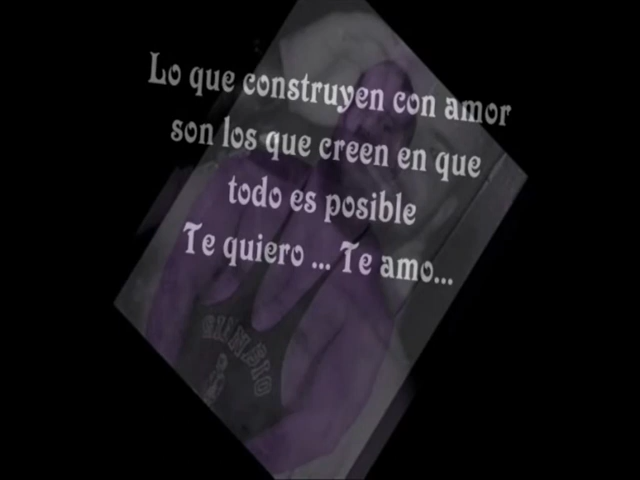 Lo que construyen con amor
son los que creen en que
todo es posible
Te quiero ... Te amo...